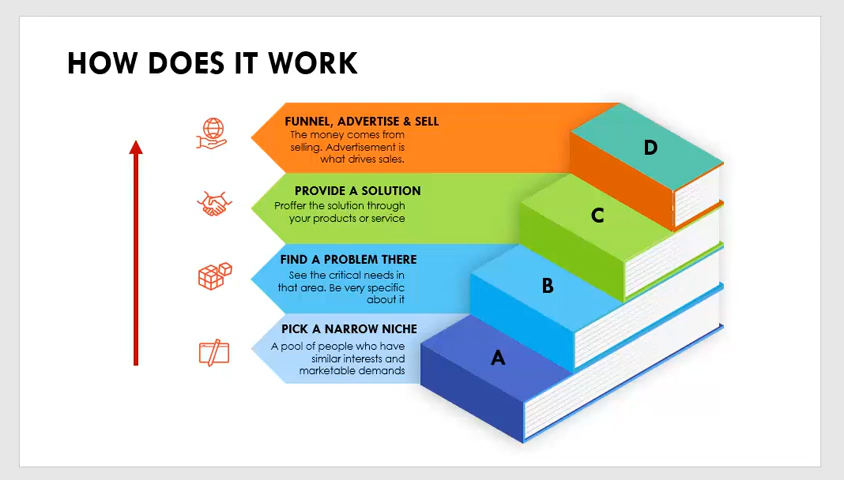 HOW DOES IT WORK
FUNNEL, ADVERTISE & SELL
The money comes from
selling. Advertisement is
what drives sales.
D
PROVIDE A SOLUTION
Proffer the solution through
your products or service
C
FIND A PROBLEM THERE
See the critical needs in
that area. Be very specific
about it
B
PICK A NARROW NICHE
A pool of people who have
similar interests and
marketable demands
A